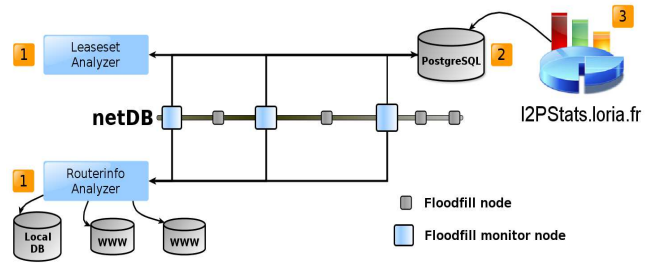 1
Leaseset
Analyzer
PostgreSQL
2
3
I2PStats.loria.fr
netDB
1
Routerinfo
Analyzer
Local
DB
WWW
WWW
Floodfill node
Floodfill monitor node